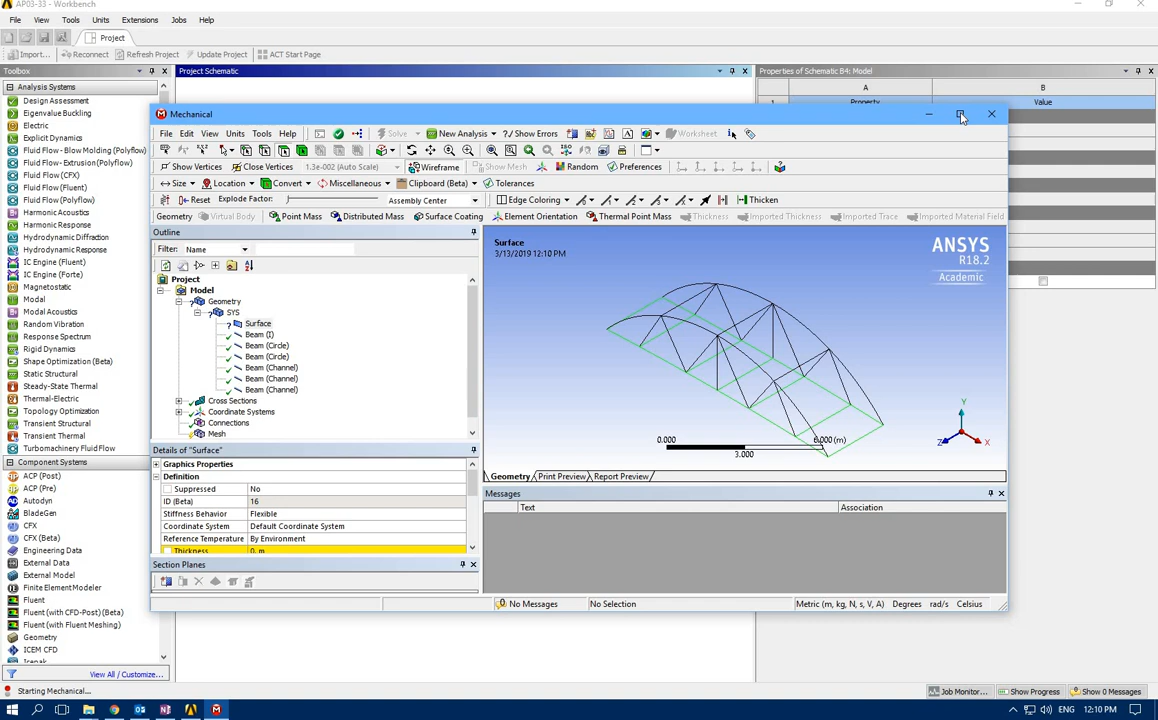 AP03-33 - Workbench
File View Tools Units Extensions Jobs Help
Project
Import... Reconnect Refresh Project Update Project ACT Start Page
Toolbox
Analysis Systems
Design Assessment
Eigenvalue Buckling
Electric
Explicit Dynamics
Fluid Flow - Blow Molding (Polyflow)
Fluid Flow - Extrusion (Polyflow)
Fluid Flow (CFX)
Fluid Flow (Fluent)
Fluid Flow (Polyflow)
Harmonic Acoustics
Harmonic Response
Hydrodynamic Diffraction
Hydrodynamic Response
IC Engine (Fluent)
IC Engine (Forte)
Magnetostatic
Modal
Modal Acoustics
Random Vibration
Response Spectrum
Rigid Dynamics
Shape Optimization (Beta)
Static Structural
Steady-State Thermal
Thermal-Electric
Topology Optimization
Transient Structural
Transient Thermal
Turbomachinery Fluid Flow
Component Systems
ACP (Post)
ACP (Pre)
Autodyn
BladeGen
CFX
CFX (Beta)
Engineering Data
External Data
External Model
Finite Element Modeler
Fluent
Fluent (with CFD-Post) (Beta)
Fluent (with Fluent Meshing)
Geometry
ICEM CFD
Icepak
View All / Customize...
Starting Mechanical...
Project Schematic
Properties of Schematic B4: Model
A B
1 Property Value
Mechanical
File Edit View Units Tools Help Solve New Analysis Show Errors Worksheet
Show Vertices Close Vertices 1.3e-002 (Auto Scale) Wireframe Show Mesh Random Preferences
Size Location Convert Miscellaneous Clipboard (Beta) Tolerances
Reset Explode Factor: Assembly Center Edge Coloring Thicken
Geometry Virtual Body Point Mass Distributed Mass Surface Coating Element Orientation Thermal Point Mass Thickness Imported Thickness Imported Trace Imported Material Field
Outline
Filter: Name
Project
Model
Geometry
SYS
Surface
Beam (I)
Beam (Circle)
Beam (Circle)
Beam (Channel)
Beam (Channel)
Beam (Channel)
Cross Sections
Coordinate Systems
Connections
Mesh
Details of "Surface"
Graphics Properties
Definition
Suppressed No
ID (Beta) 16
Stiffness Behavior Flexible
Coordinate System Default Coordinate System
Reference Temperature By Environment
Thickness 0. m
Section Planes
Surface
3/13/2019 12:10 PM
ANSYS
R18.2
Academic
0.000 6.000 (m)
3.000
Y
Z X
Geometry Print Preview Report Preview
Messages
Text Association
No Messages No Selection Metric (m, kg, N, s, V, A) Degrees rad/s Celsius
Job Monitor... Show Progress Show 0 Messages
ENG 12:10 PM